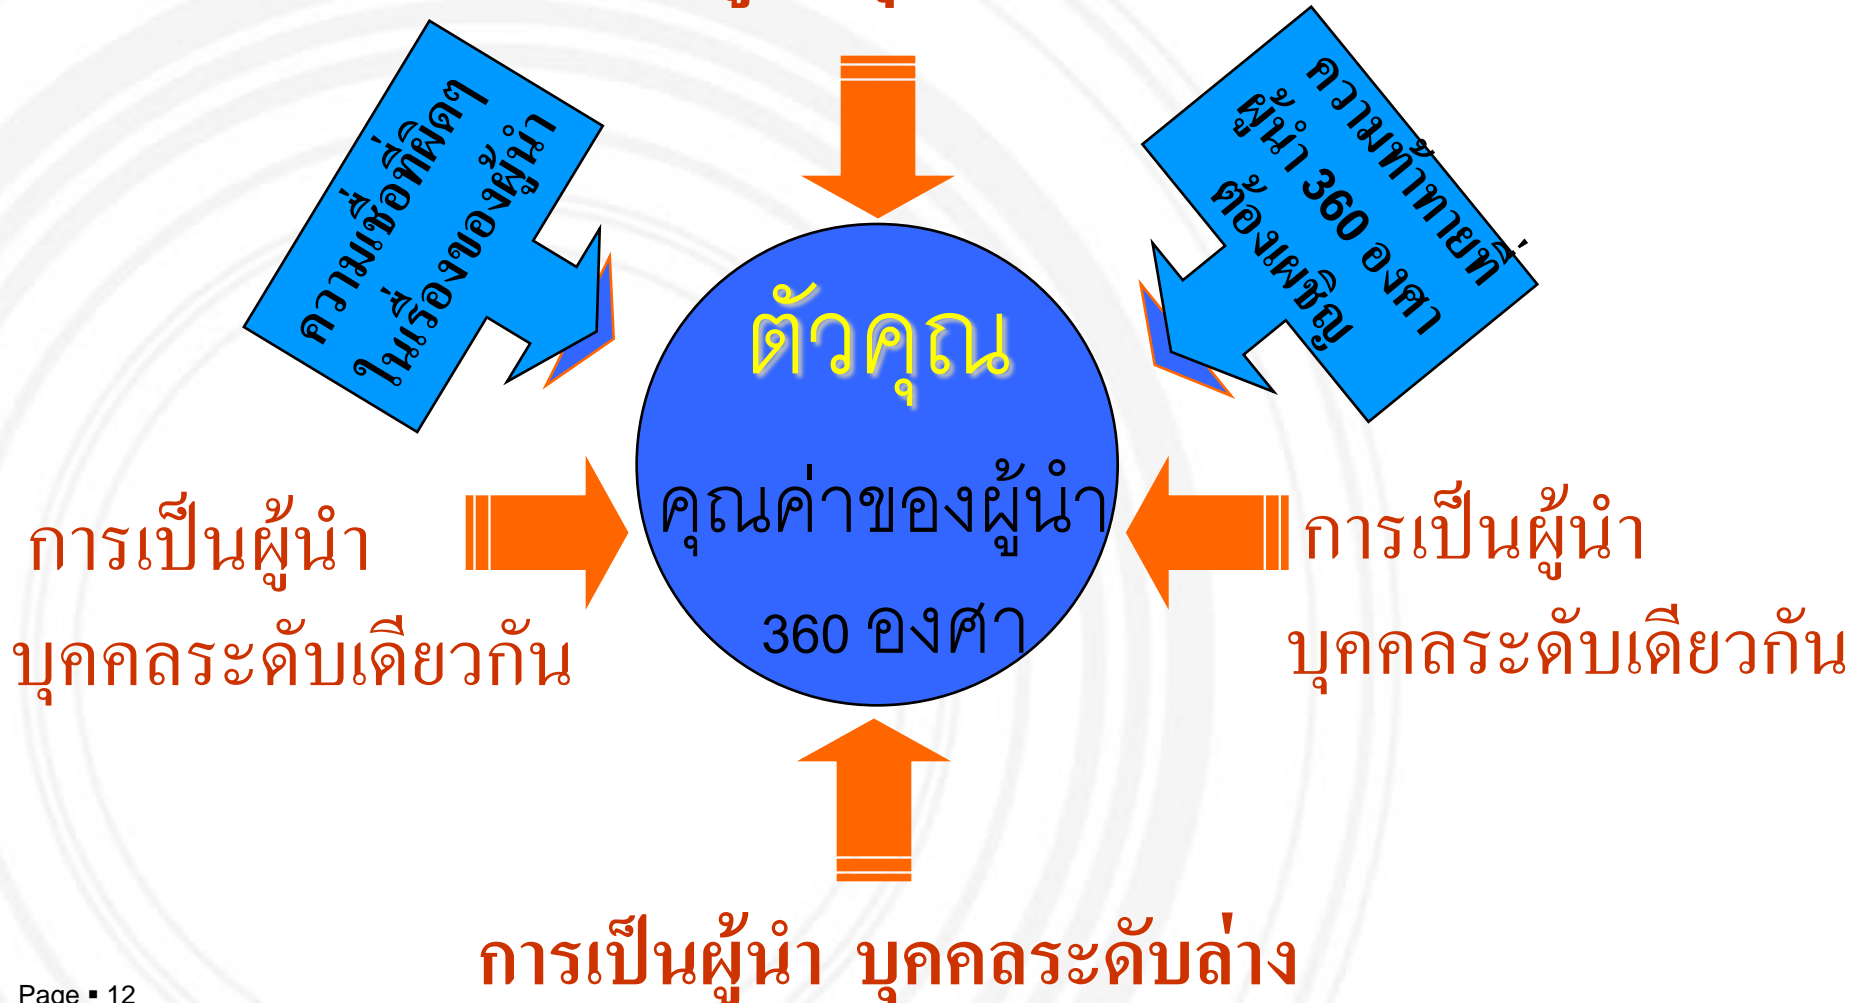 ความเชื่อที่ผิดๆ
ในเรื่องของผู้นำ
ความท้าทายที่
ผู้นำ 360 องศา
ต้องเผชิญ
ตัวคุณ
คุณค่าของผู้นำ
360 องศา
การเป็นผู้นำ
บุคคลระดับเดียวกัน
การเป็นผู้นำ
บุคคลระดับเดียวกัน
การเป็นผู้นำ บุคคลระดับล่าง
Page ▪ 12